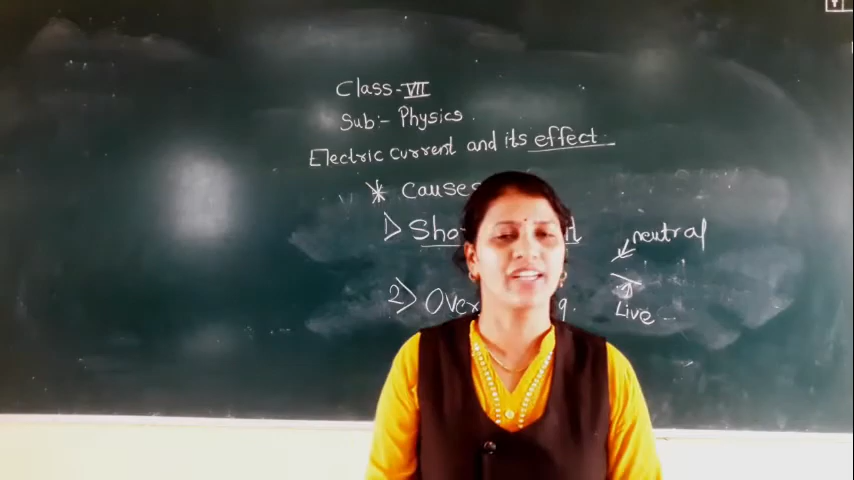 Class-VII
Sub:- Physics
Electric current and its effect
* Causes
1> Sho
neutral
2> Over g.
Live